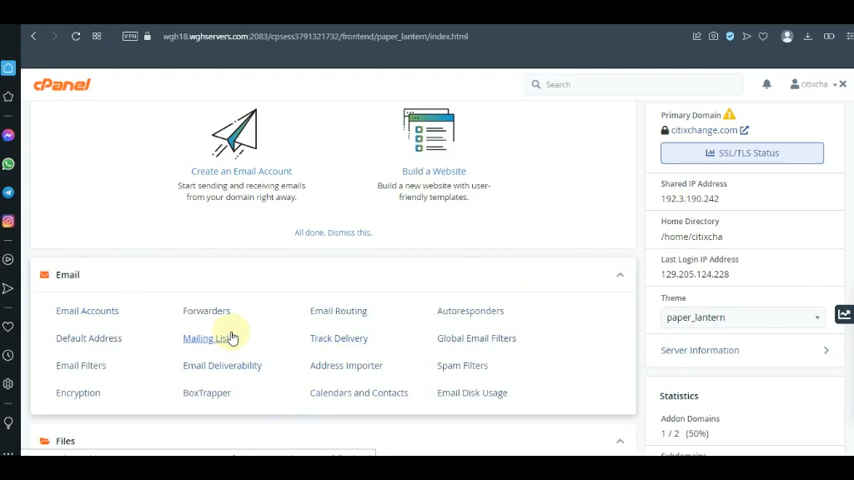 VPN wgh18.wghservers.com:2083/cpsess3791321732/frontend/paper_lantern/index.html
cPanel Search citixcha
Create an Email Account
Start sending and receiving emails
from your domain right away.
Build a Website
Build a new website with user-
friendly templates.
All done. Dismiss this.
Email
Email Accounts Forwarders Email Routing Autoresponders
Default Address Mailing Track Delivery Global Email Filters
Email Filters Email Deliverability Address Importer Spam Filters
Encryption BoxTrapper Calendars and Contacts Email Disk Usage
Files
Primary Domain
citixchange.com
SSL/TLS Status
Shared IP Address
192.3.190.242
Home Directory
/home/citixcha
Last Login IP Address
129.205.124.228
Theme
paper_lantern
Server Information
Statistics
Addon Domains
1 / 2 (50%)